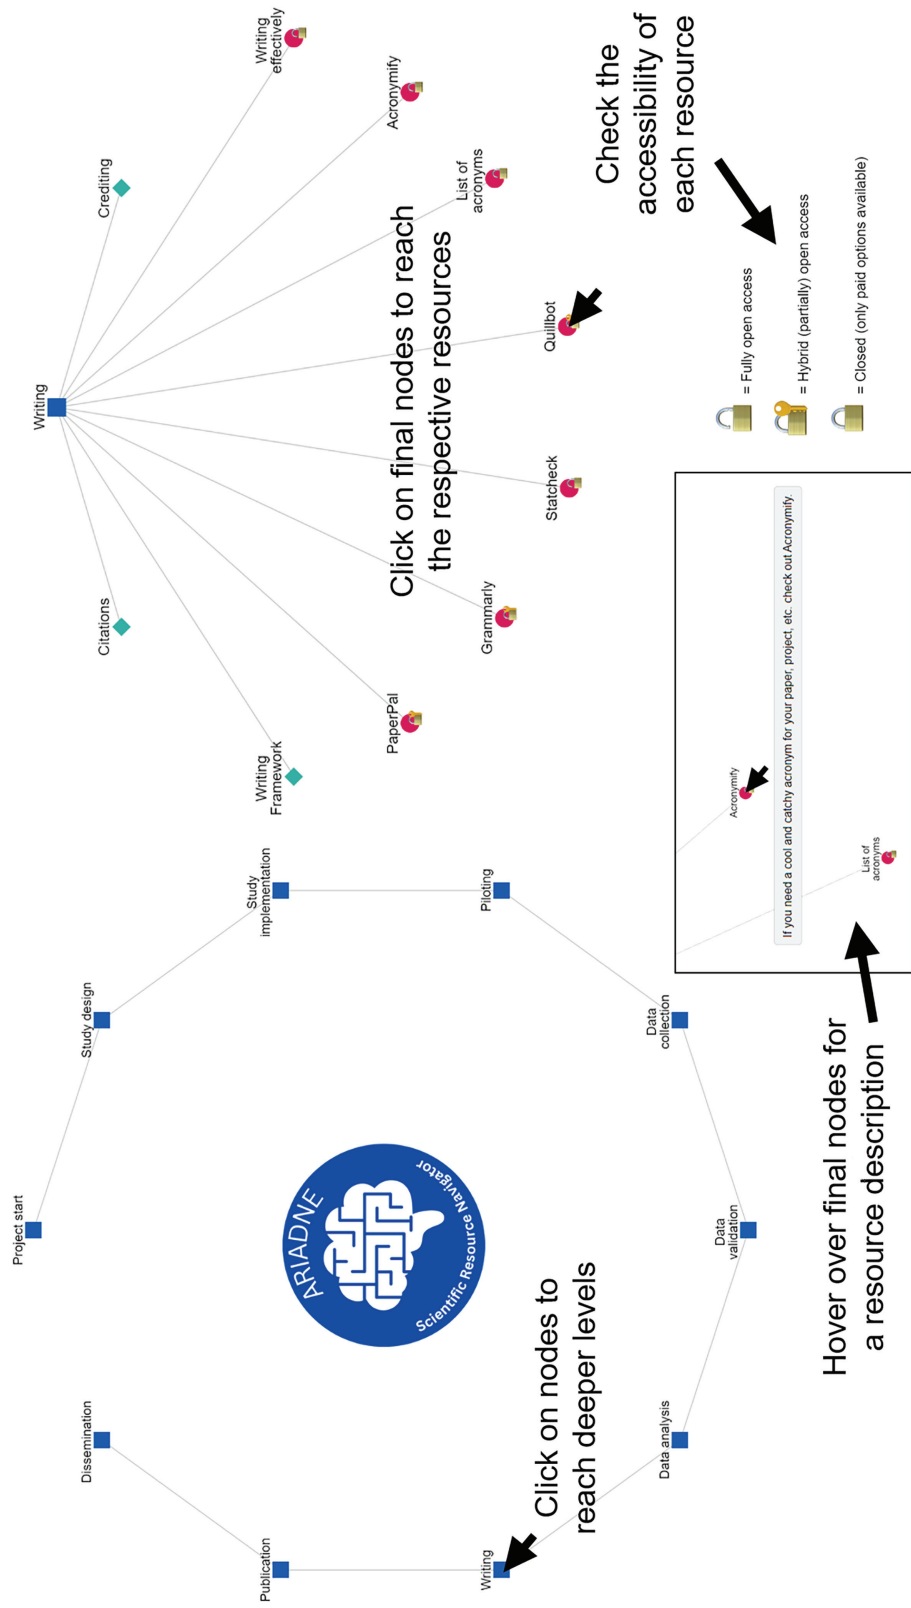 Project start
Study design
Study
implementation
Piloting
Data
collection
Data
validation
Data analysis
Writing
Publication
Dissemination
ARIADNE
Scientific Resource Navigator
Click on nodes to
reach deeper levels
Writing
Citations
Crediting
Writing
Framework
Writing
effectively
PaperPal
Acronymify
Grammarly
List of
acronyms
Statcheck
Quillbot
Click on final nodes to reach
the respective resources
Check the
accessibility of
each resource
= Fully open access
= Hybrid (partially) open access
= Closed (only paid options available)
Hover over final nodes for
a resource description
Acronymify
If you need a cool and catchy acronym for your paper, project, etc. check out Acronymify.
List of
acronyms